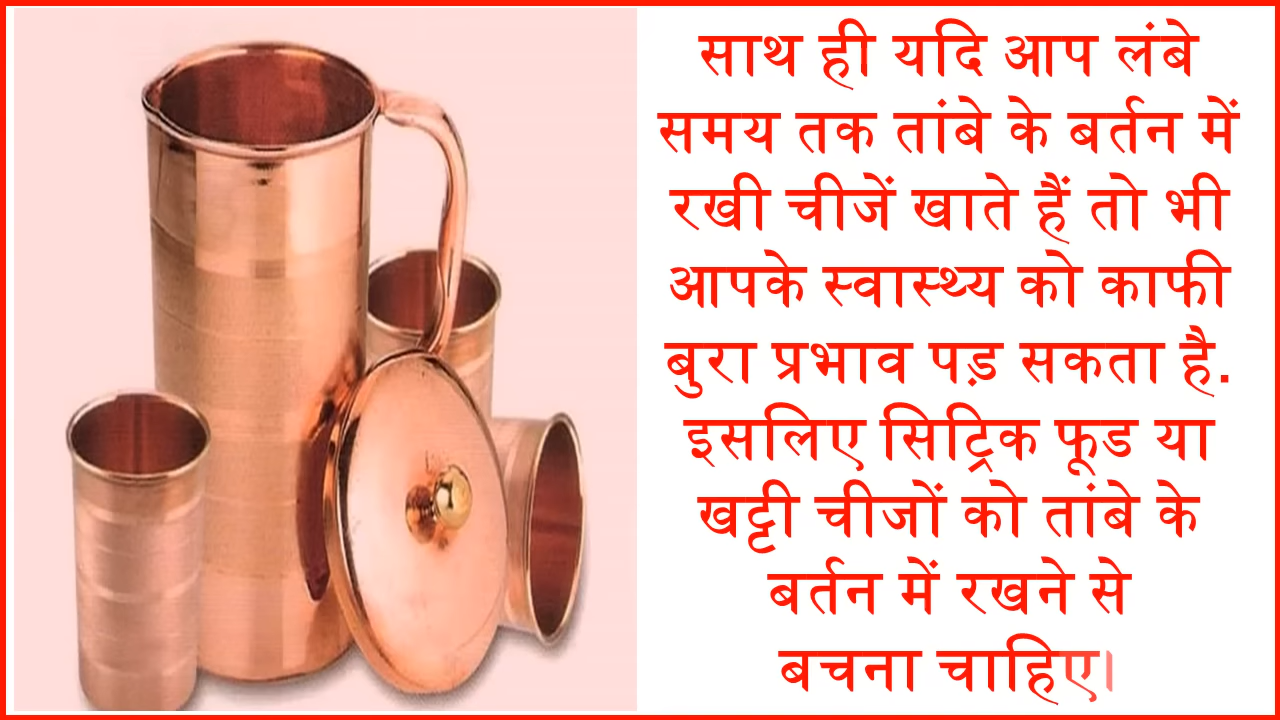 साथ ही यदि आप लंबे
समय तक तांबे के बर्तन में
रखी चीजें खाते हैं तो भी
आपके स्वास्थ्य को काफी
बुरा प्रभाव पड़ सकता है.
इसलिए सिट्रिक फूड या
खट्टी चीजों को तांबे के
बर्तन में रखने से
बचना चाहिए।